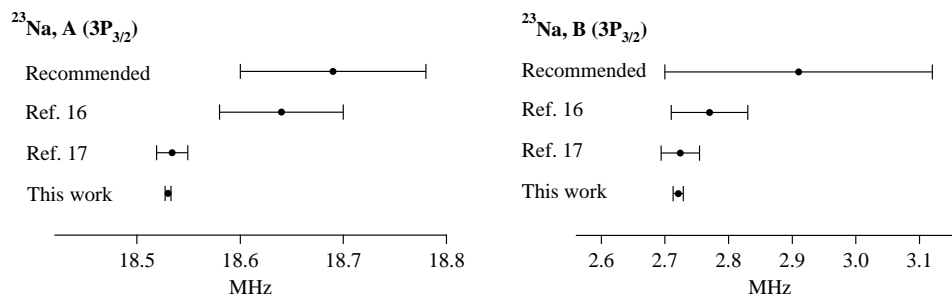 ²³Na, A (3P₃/₂)
Recommended
Ref. 16
Ref. 17
This work
18.5 18.6 18.7 18.8
MHz
²³Na, B (3P₃/₂)
Recommended
Ref. 16
Ref. 17
This work
2.6 2.7 2.8 2.9 3.0 3.1
MHz